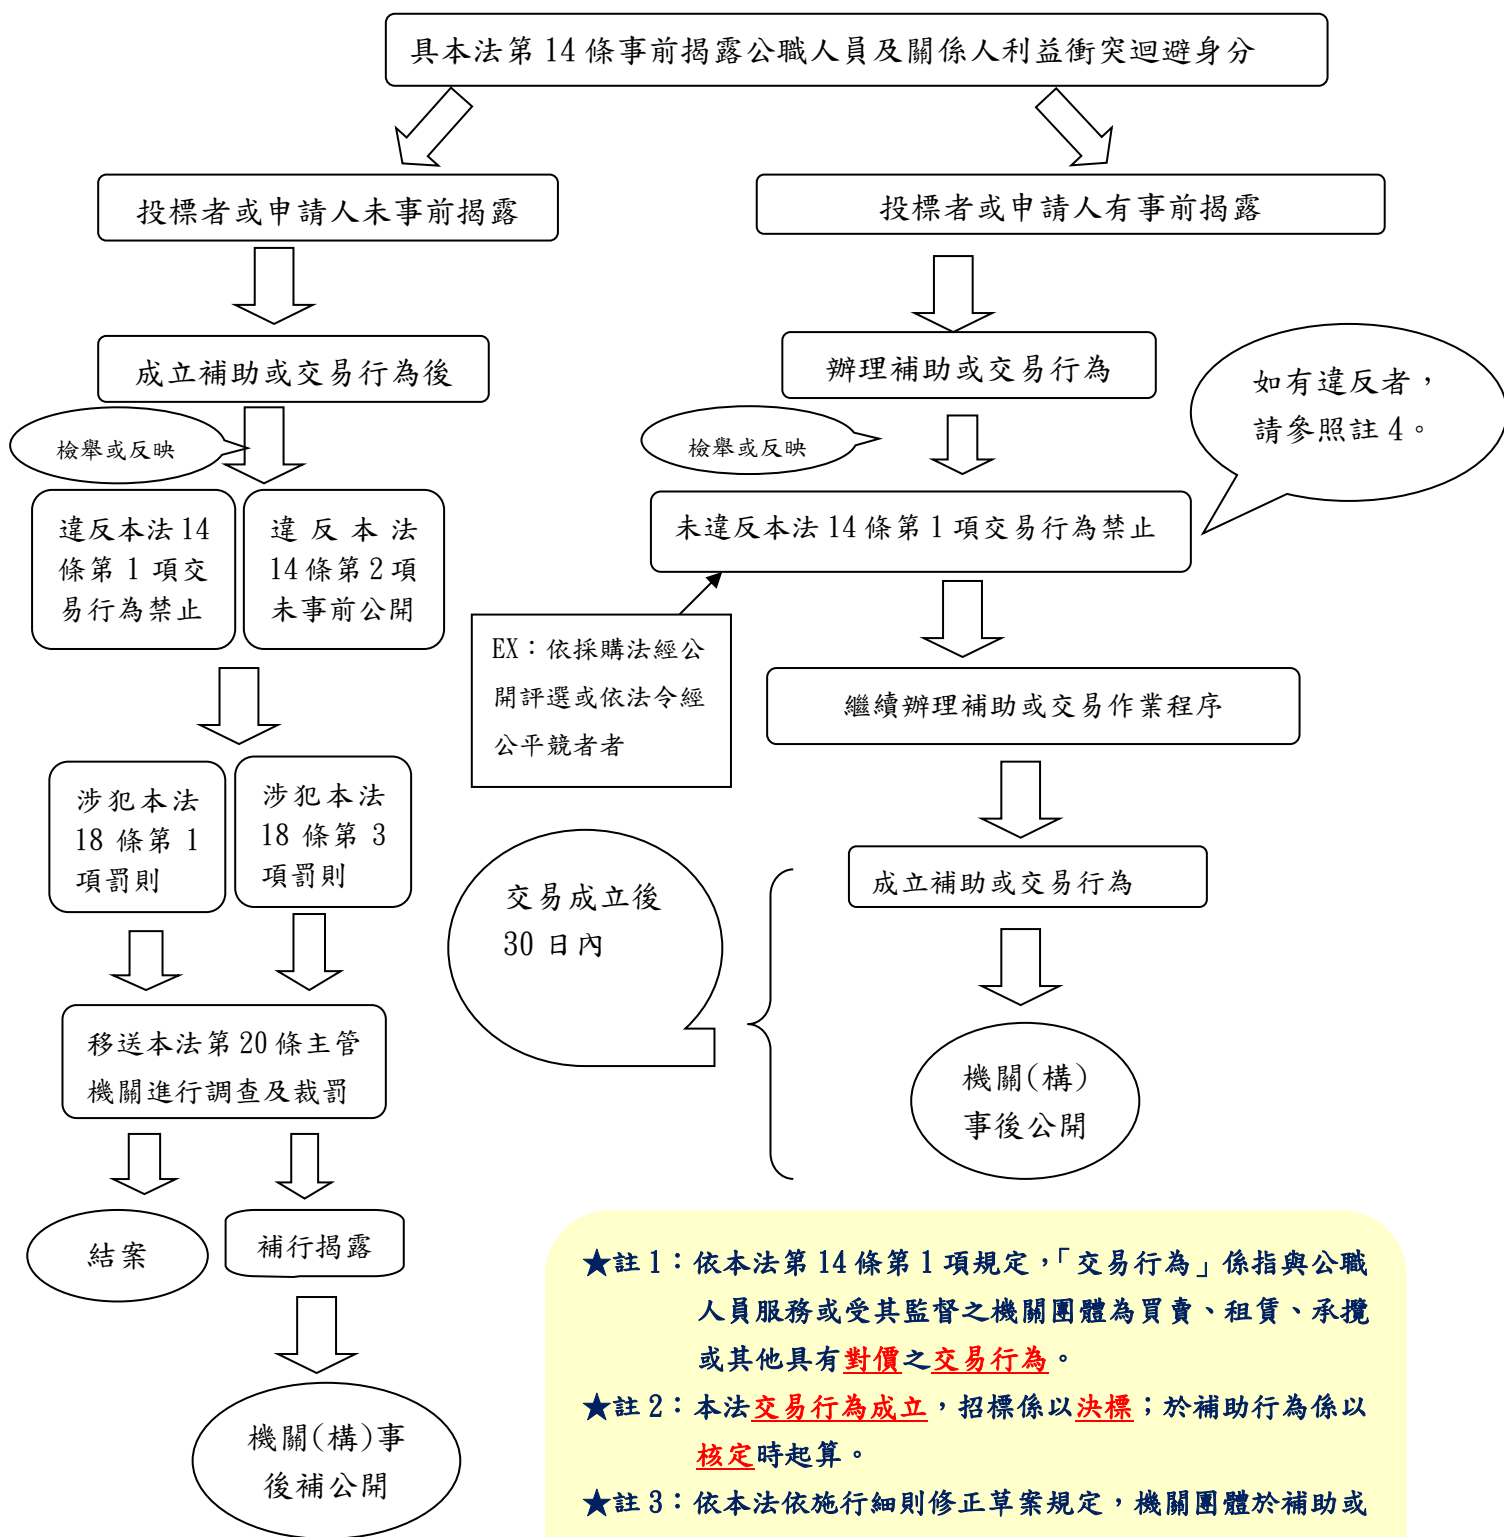 具本法第14條事前揭露公職人員及關係人利益衝突迴避身分
投標者或申請人未事前揭露
投標者或申請人有事前揭露
成立補助或交易行為後
辦理補助或交易行為
如有違反者，
請參照註4。
檢舉或反映
檢舉或反映
違反本法14
條第1項交
易行為禁止
違反本法
14條第2項
未事前公開
未違反本法14條第1項交易行為禁止
EX：依採購法經公
開評選或依法令經
公平競者者
繼續辦理補助或交易作業程序
涉犯本法
18條第1
項罰則
涉犯本法
18條第3
項罰則
交易成立後
30日內
成立補助或交易行為
移送本法第20條主管
機關進行調查及裁罰
機關(構)
事後公開
結案
補行揭露
機關(構)事
後補公開
★註1：依本法第14條第1項規定，「交易行為」係指與公職
人員服務或受其監督之機關團體為買賣、租賃、承攬
或其他具有對價之交易行為。
★註2：本法交易行為成立，招標係以決標；於補助行為係以
核定時起算。
★註3：依本法依施行細則修正草案規定，機關團體於補助或